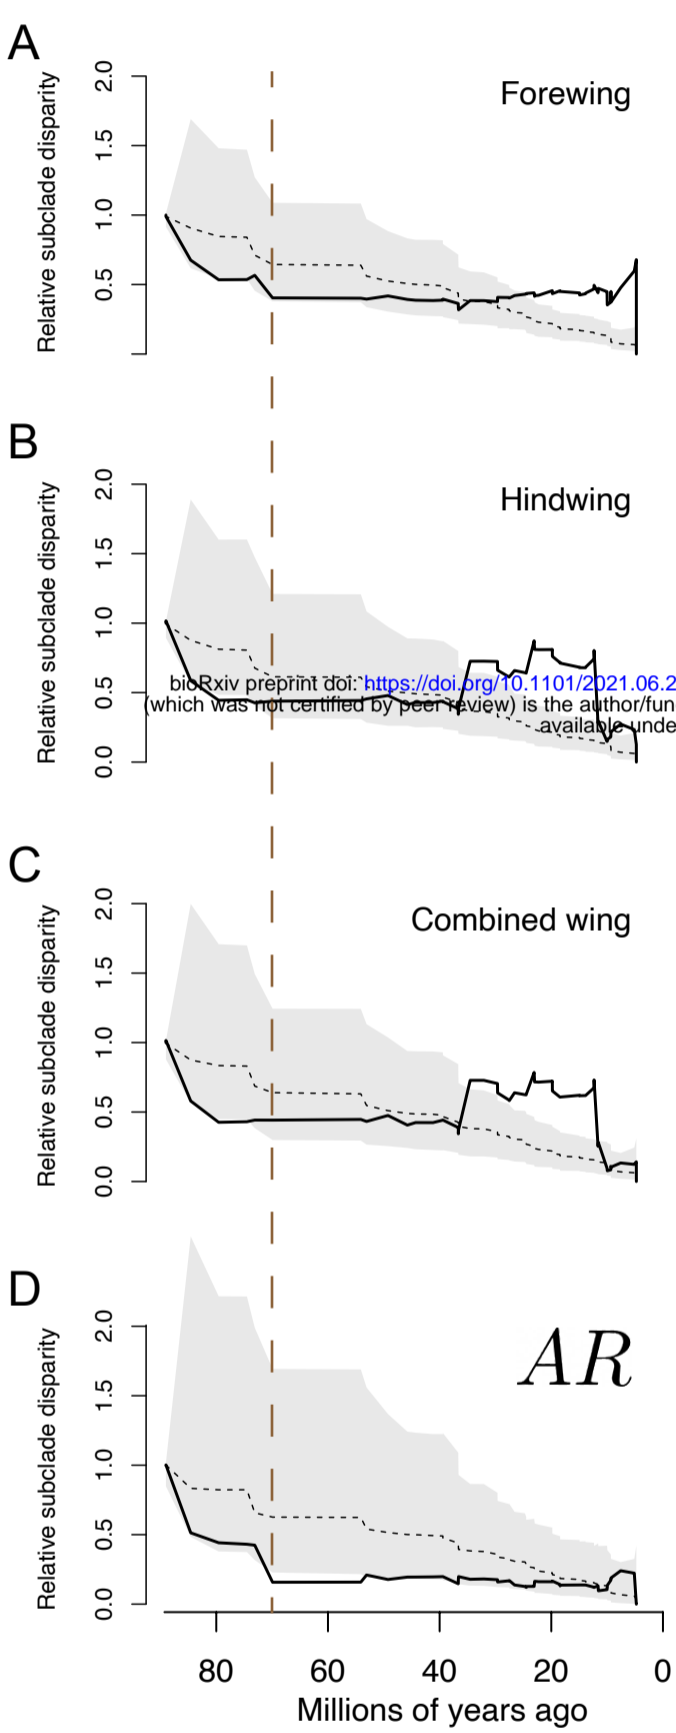 A
Forewing
Relative subclade disparity
2.0
1.5
1.0
0.5
B
Hindwing
Relative subclade disparity
2.0
1.5
1.0
0.5
0.0
bioRxiv preprint doi: https://doi.org/10.1101/2021.06.2
(which was not certified by peer review) is the author/fun
available unde
C
Combined wing
Relative subclade disparity
2.0
1.5
1.0
0.5
0.0
D
AR
Relative subclade disparity
2.0
1.5
1.0
0.5
0.0
80 60 40 20 0
Millions of years ago